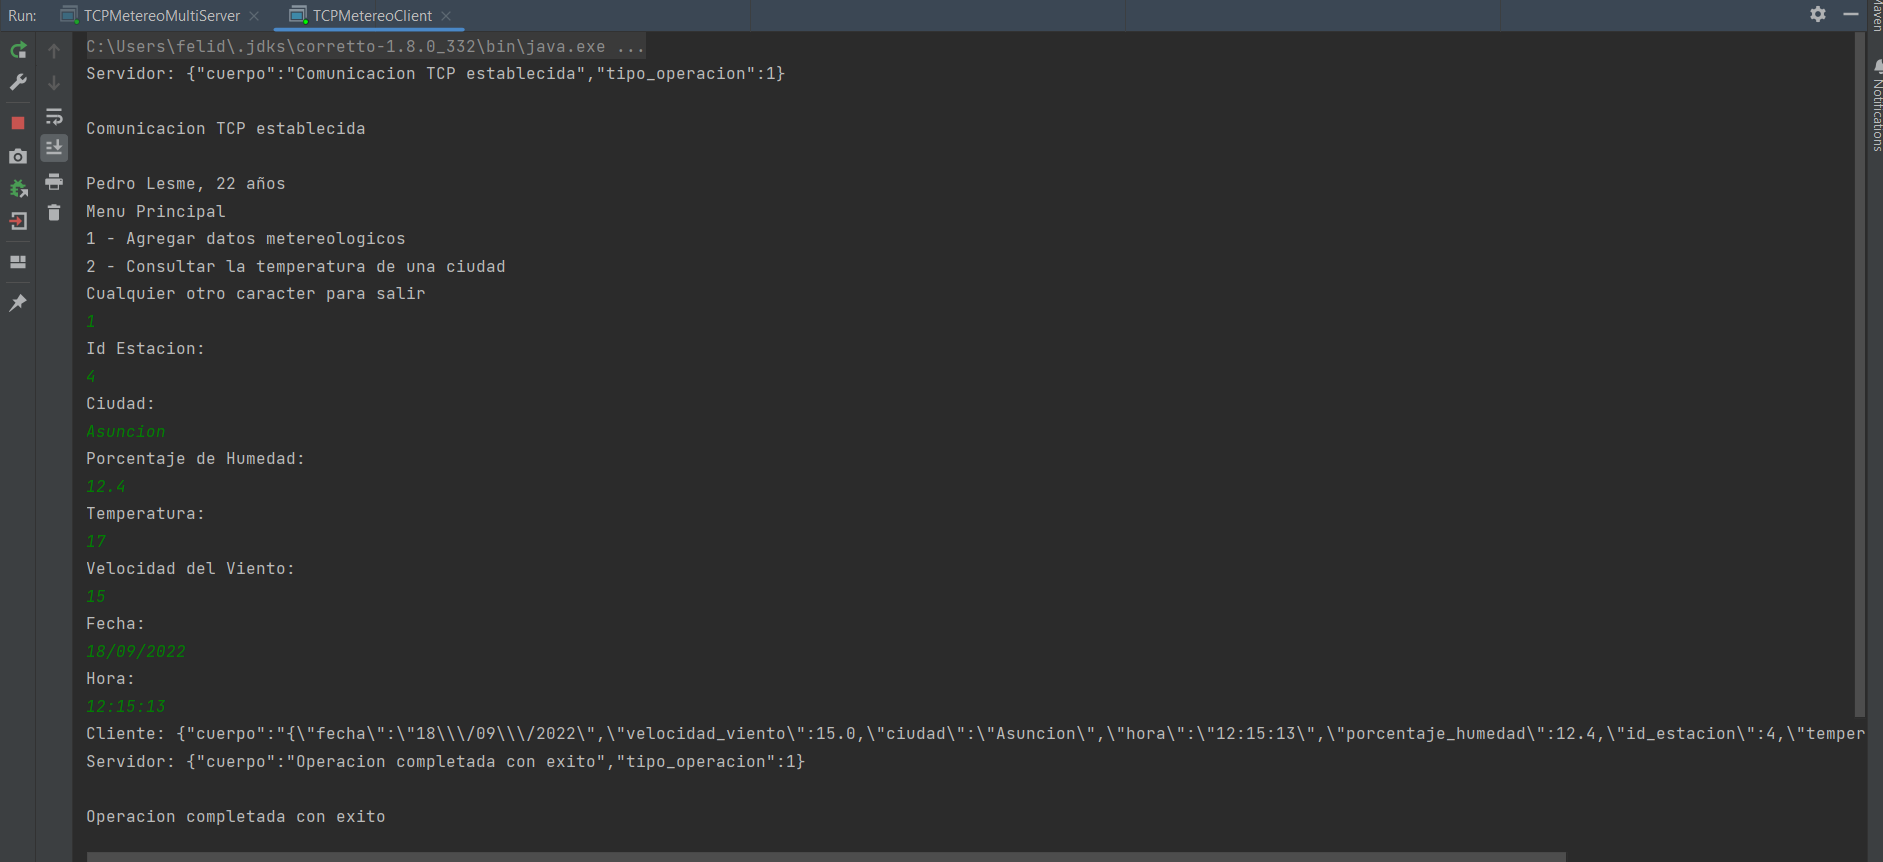 Run: TCPMetereoMultiServer TCPMetereoClient
Maven
Notifications
C:\Users\felid\.jdks\corretto-1.8.0_332\bin\java.exe ...
Servidor: {"cuerpo":"Comunicacion TCP establecida","tipo_operacion":1}
Comunicacion TCP establecida
Pedro Lesme, 22 años
Menu Principal
1 - Agregar datos metereologicos
2 - Consultar la temperatura de una ciudad
Cualquier otro caracter para salir
1
Id Estacion:
4
Ciudad:
Asuncion
Porcentaje de Humedad:
12.4
Temperatura:
17
Velocidad del Viento:
15
Fecha:
18/09/2022
Hora:
12:15:13
Cliente: {"cuerpo":"{\"fecha\":\"18\\\/09\\\/2022\",\"velocidad_viento\":15.0,\"ciudad\":\"Asuncion\",\"hora\":\"12:15:13\",\"porcentaje_humedad\":12.4,\"id_estacion\":4,\"temper
Servidor: {"cuerpo":"Operacion completada con exito","tipo_operacion":1}
Operacion completada con exito